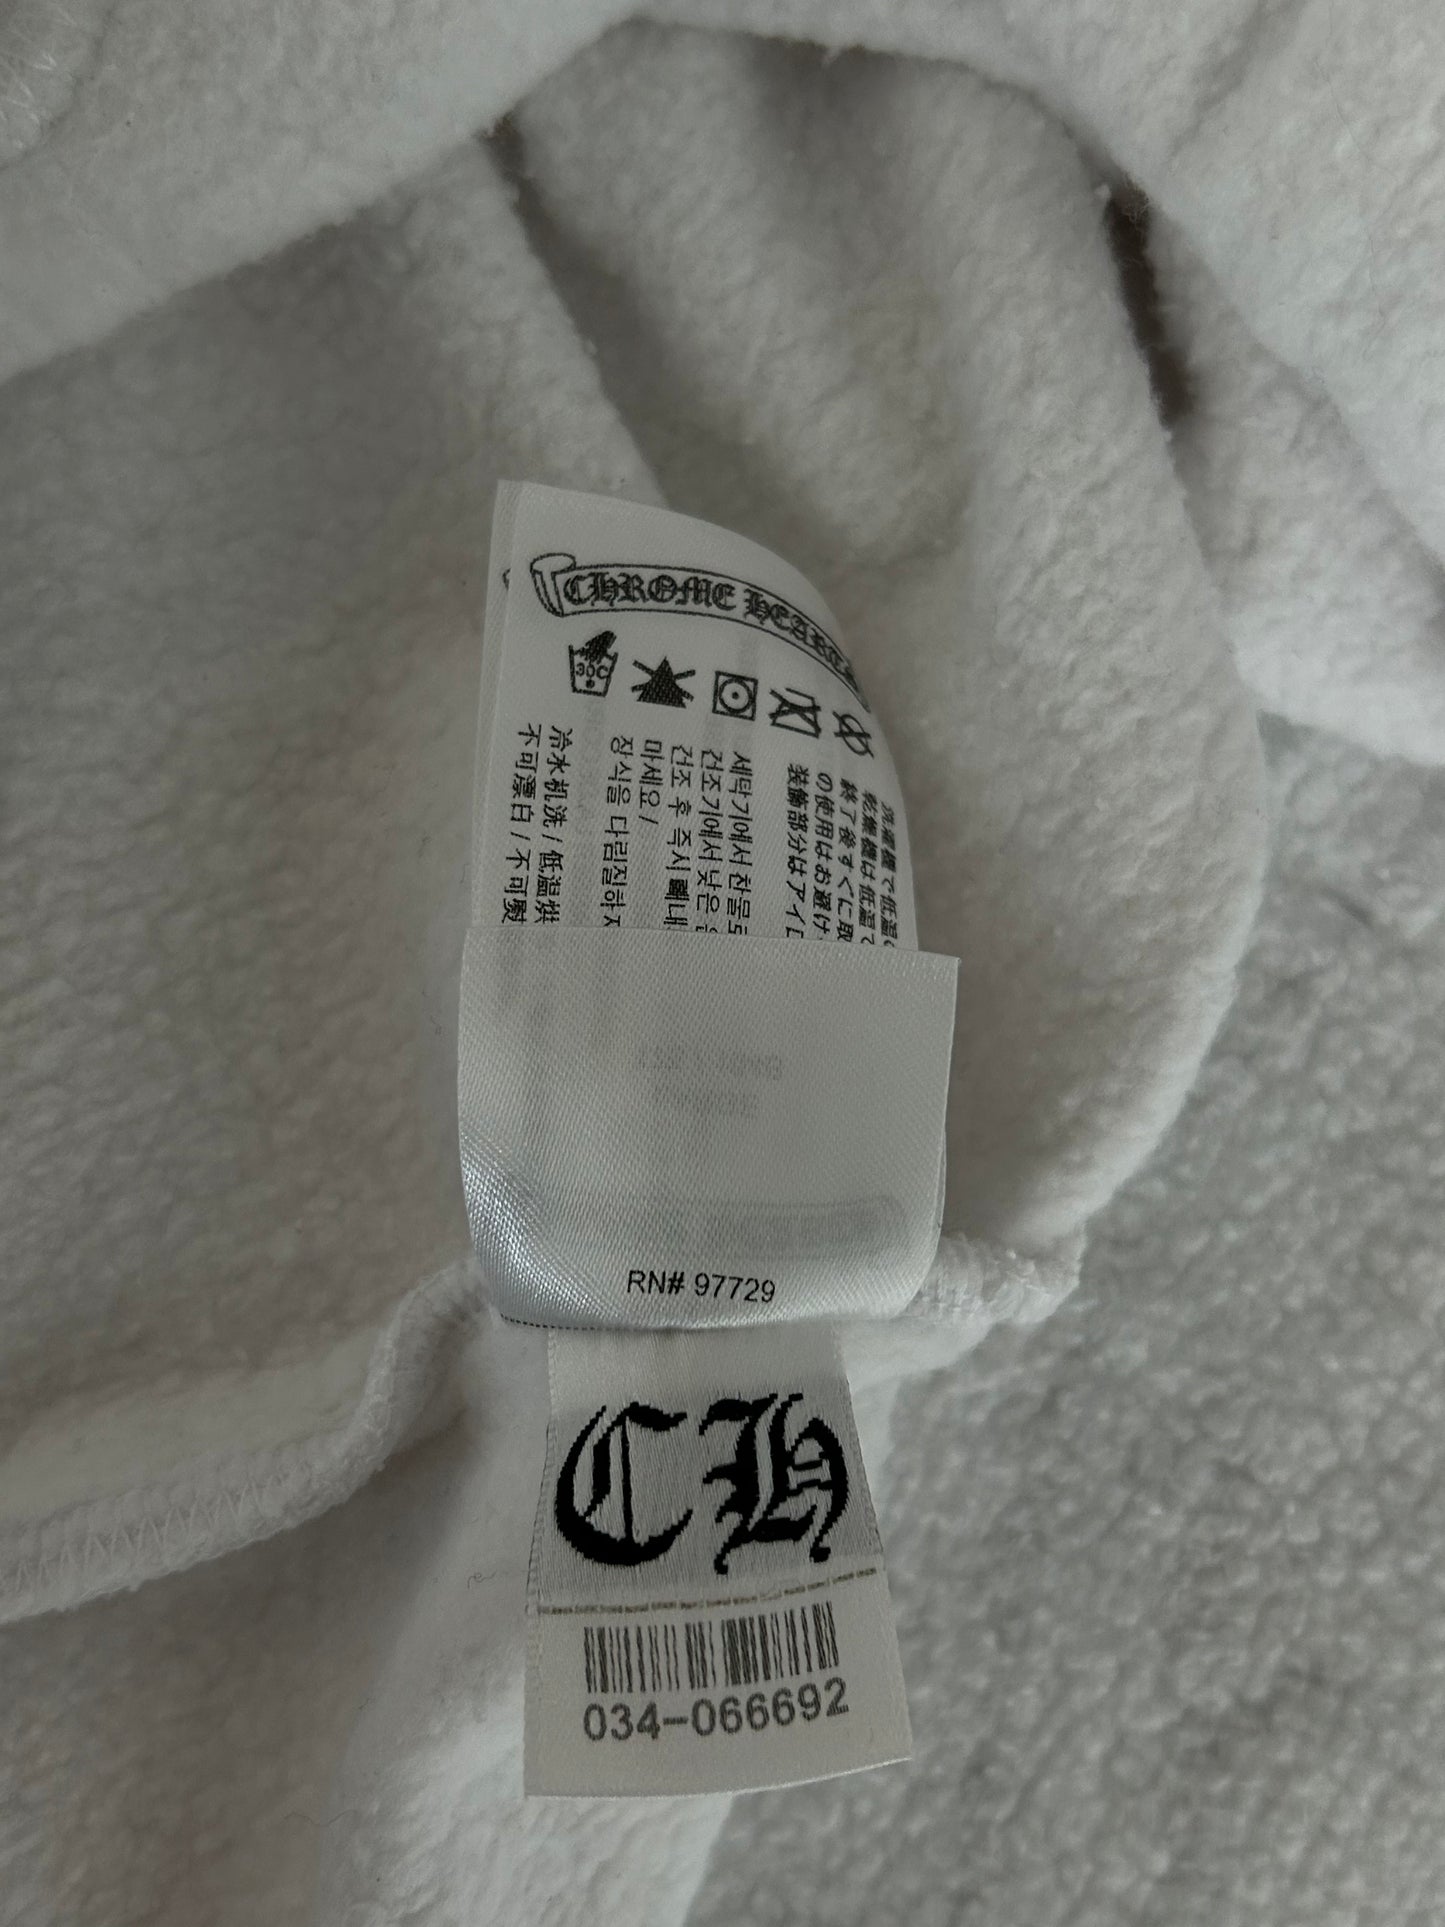 CHROME HEARTS
30C
洗濯機で低温
乾燥機は低温で
終了後すぐに取
の使用はお避け
装飾部分はアイロ
세탁기에서 찬물로
건조기에서 낮은
건조 후 즉시 빼내
마세요 /
장식을 다림질하지
冷水机洗 / 低温烘
不可漂白 / 不可熨
RN# 97729
CH
034-066692